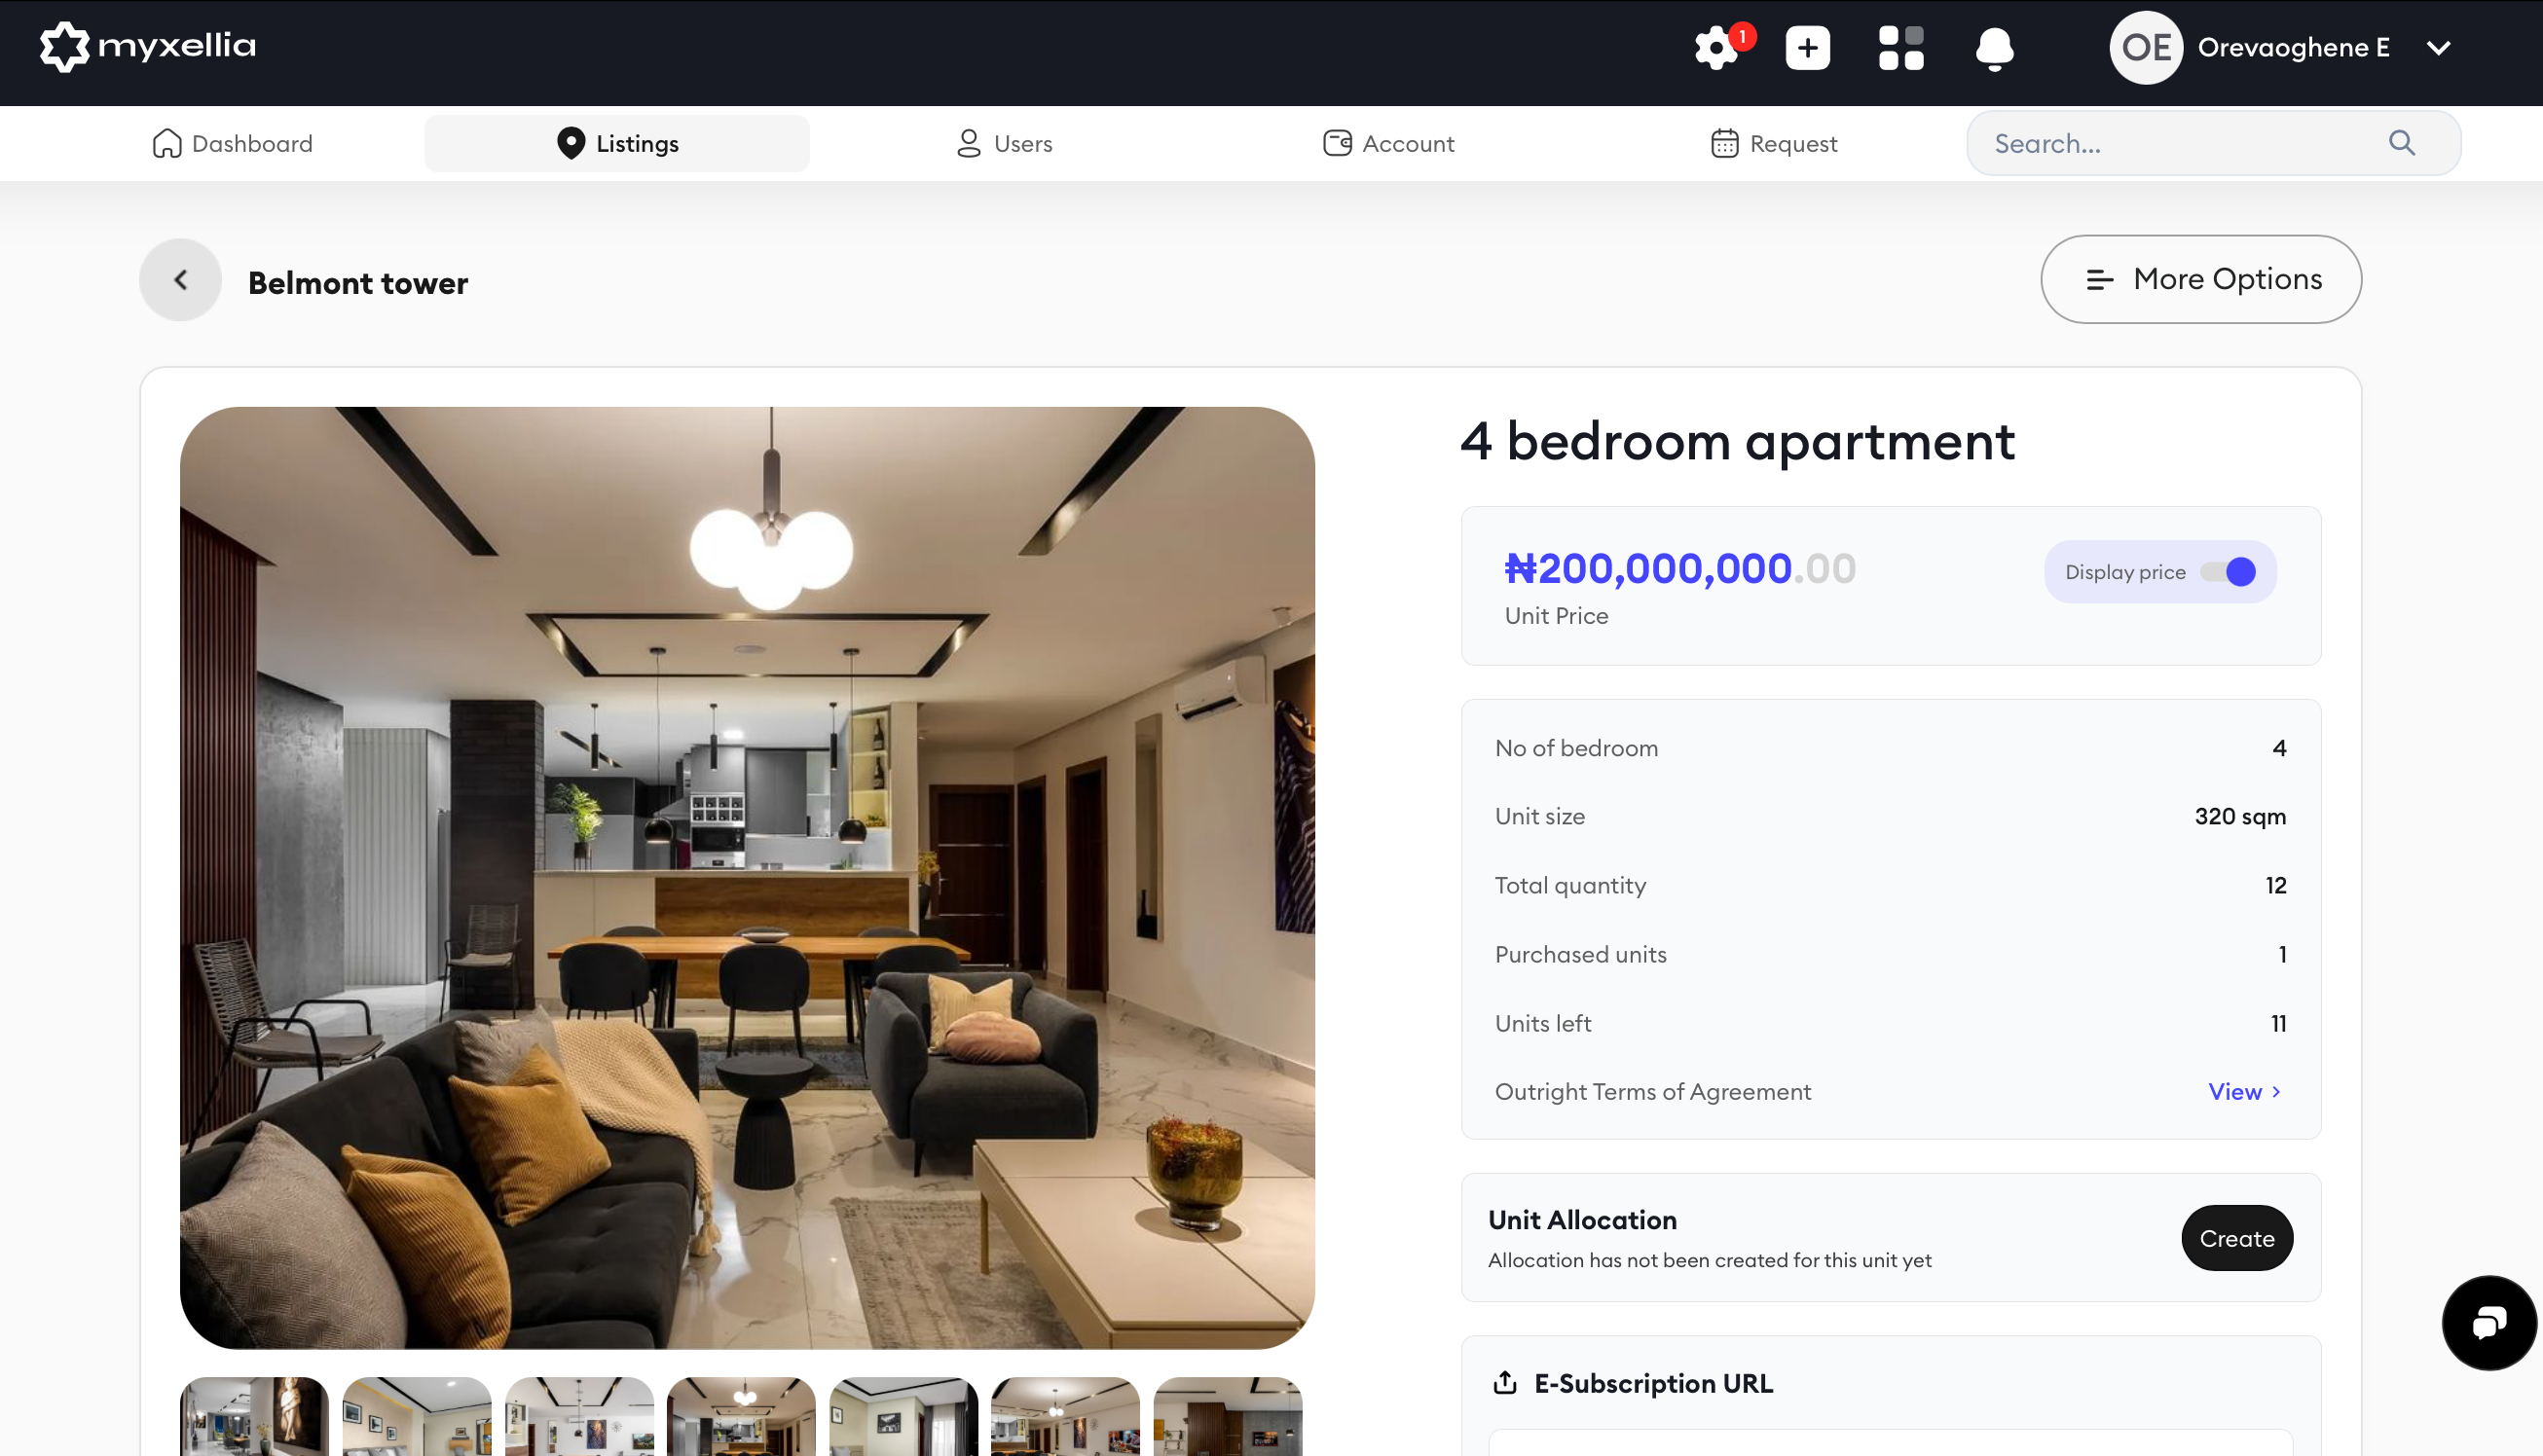 myxellia
1
OE
Orevaoghene E
Dashboard
Listings
Users
Account
Request
Search...
Belmont tower
More Options
4 bedroom apartment
₦200,000,000.00
Display price
Unit Price
No of bedroom 4
Unit size 320 sqm
Total quantity 12
Purchased units 1
Units left 11
Outright Terms of Agreement View >
Unit Allocation
Allocation has not been created for this unit yet
Create
E-Subscription URL